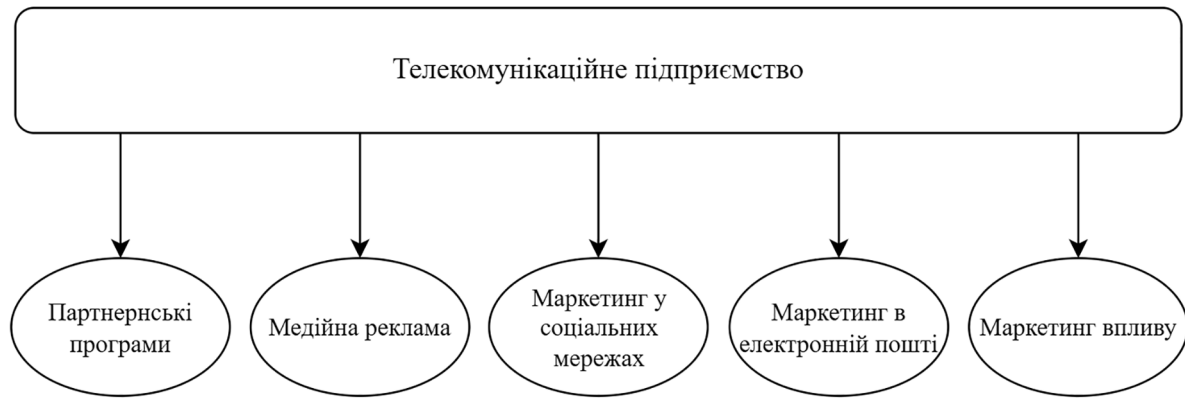 Телекомунікаційне підприємство
Партнернські
програми
Медійна реклама
Маркетинг у
соціальних
мережах
Маркетинг в
електронній пошті
Маркетинг впливу